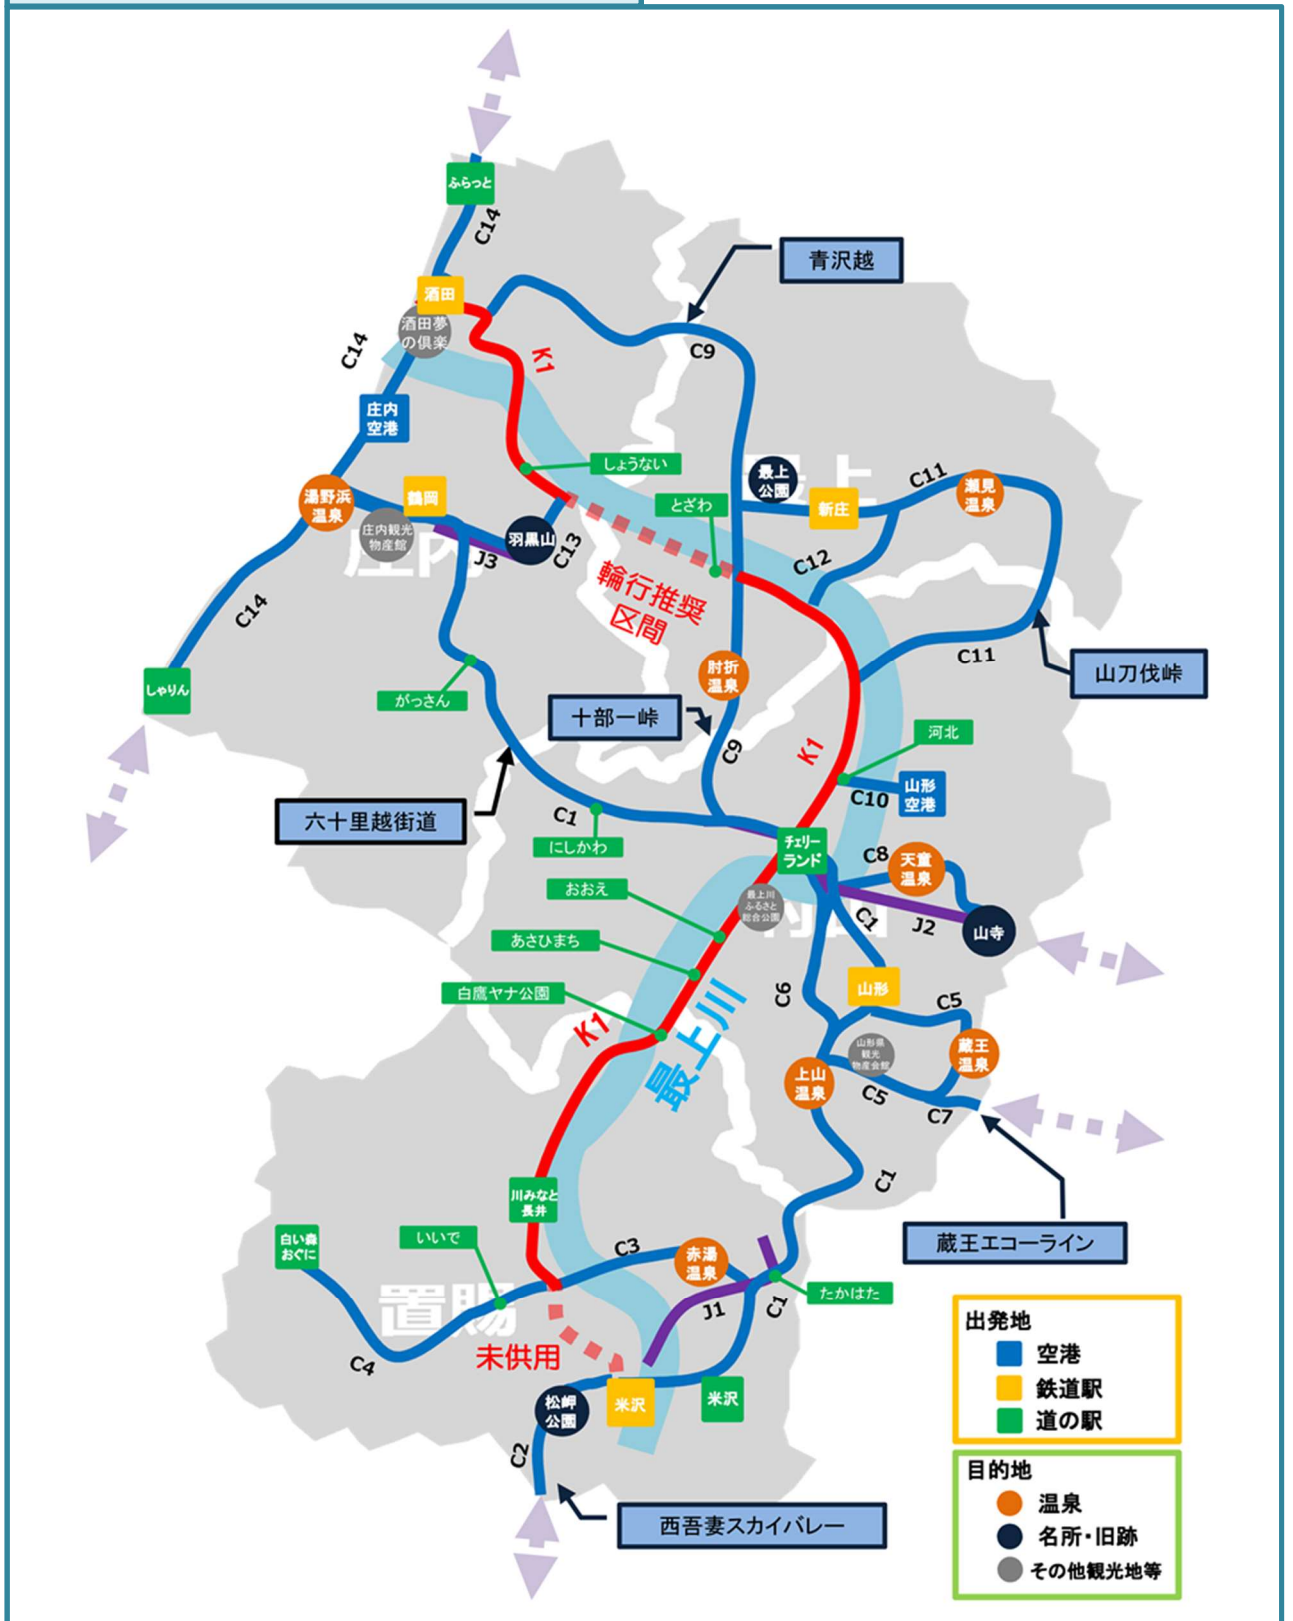 ふらっと
C14
青沢越
酒田
酒田夢
の倶楽
C14
K1
C9
庄内
空港
しょうない
最上
最上
公園
C11
瀬見
温泉
とざわ
湯野浜
温泉
鶴岡
新庄
庄内観光
物産館
羽黒山
庄内
J3
C13
C12
輪行推奨
区間
C14
C11
山刀伐峠
しゃりん
がっさん
肘折
温泉
十部一峠
河北
C9
K1
C10
山形
空港
六十里越街道
C1
にしかわ
チェリー
ランド
C8
天童
温泉
おおえ
最上川
ふるさと
総合公園
村山
C1
J2
山寺
あさひまち
白鷹ヤナ公園
C6
山形
C5
K1
最上川
山形県
観光
物産会館
蔵王
温泉
上山
温泉
C5
C7
C1
川みなと
長井
白い森
おぐに
いいで
C3
赤湯
温泉
蔵王エコーライン
たかはた
置賜
J1
C1
未供用
C4
松岬
公園
米沢
米沢
C2
西吾妻スカイバレー
出発地
空港
鉄道駅
道の駅
目的地
温泉
名所・旧跡
その他観光地等